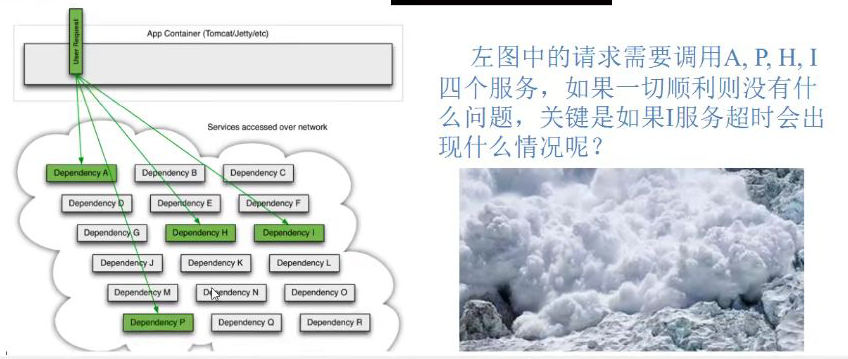 User Request
App Container (Tomcat/Jetty/etc)
Services accessed over network
Dependency A
Dependency B
Dependency C
Dependency D
Dependency E
Dependency F
Dependency G
Dependency H
Dependency I
Dependency J
Dependency K
Dependency L
Dependency M
Dependency N
Dependency O
Dependency P
Dependency Q
Dependency R
左图中的请求需要调用A, P, H, I
四个服务，如果一切顺利则没有什
么问题，关键是如果I服务超时会出
现什么情况呢？